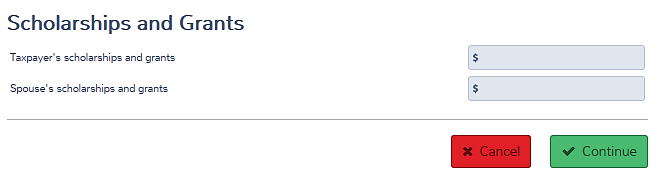 Scholarships and Grants
Taxpayer's scholarships and grants $
Spouse's scholarships and grants $
Cancel Continue